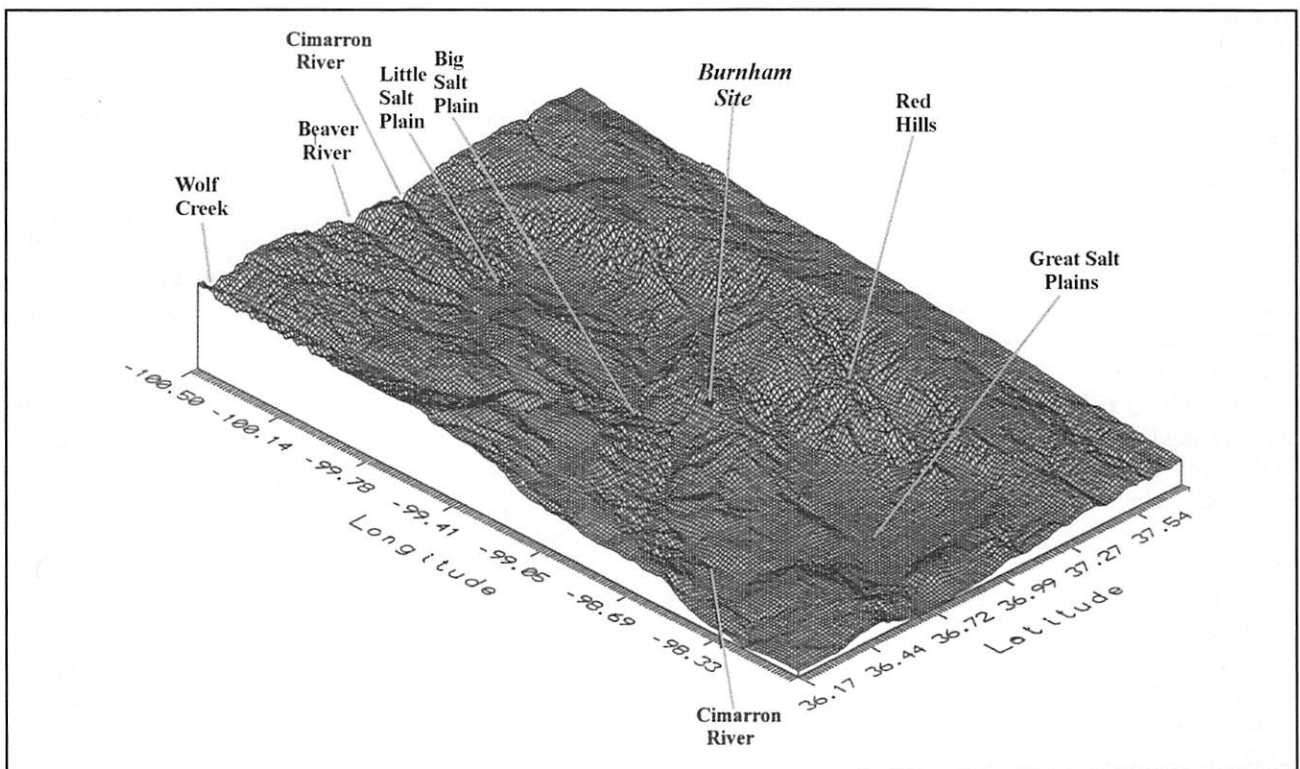 Cimarron
River
Little
Salt
Plain
Big
Salt
Plain
Burnham
Site
Red
Hills
Beaver
River
Wolf
Creek
Great Salt
Plains
-100.50
-100.14
-99.78
-99.41
-99.05
-98.69
-98.33
Longitude
36.17
36.44
36.72
36.99
37.27
37.54
Latitude
Cimarron
River